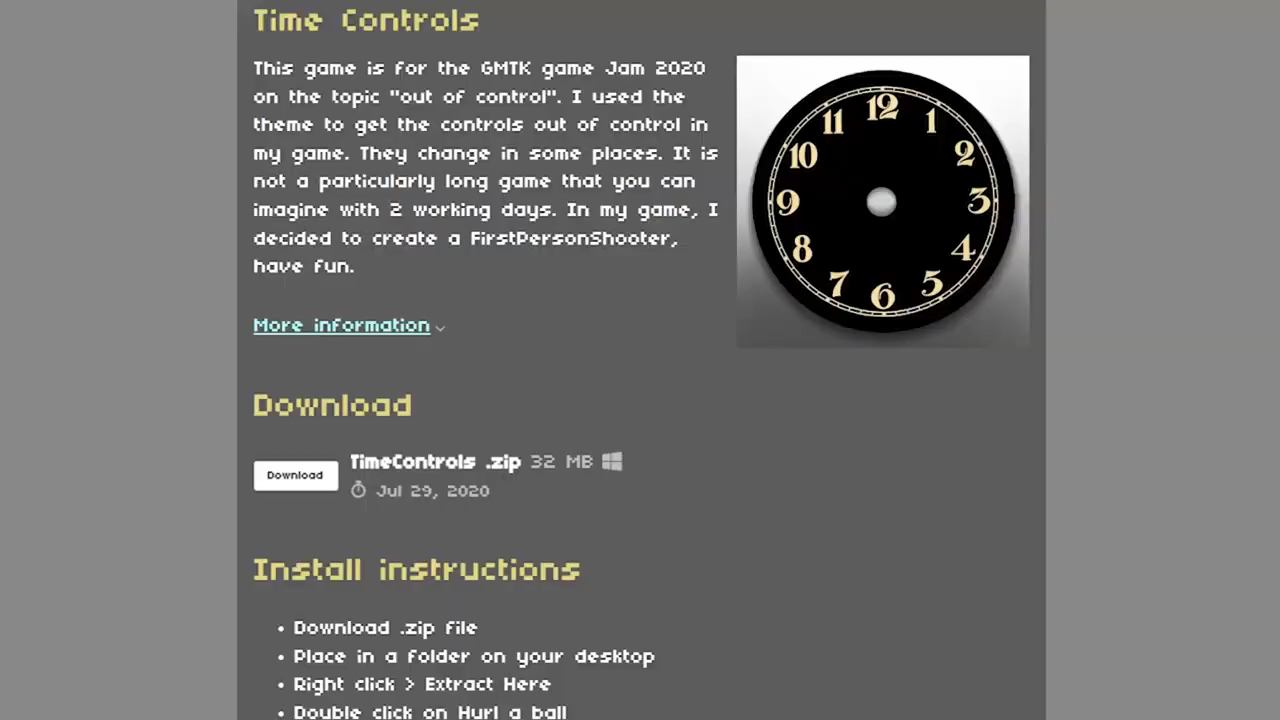 Time Controls
This game is for the GMTK game Jam 2020
on the topic "out of control". I used the
theme to get the controls out of control in
my game. They change in some places. It is
not a particularly long game that you can
imagine with 2 working days. In my game, I
decided to create a FirstPersonShooter,
have fun.
12
11
1
10
2
9
3
8
4
7
5
6
More information
Download
Download
TimeControls .zip 32 MB
Jul 29, 2020
Install instructions
• Download .zip file
• Place in a folder on your desktop
• Right click > Extract Here
• Double click on Hurl a ball